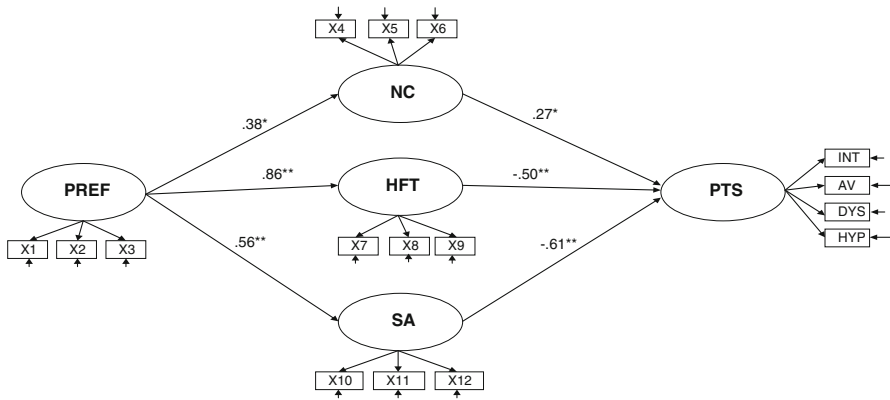 X4 X5 X6
NC
.38*
.27*
PREF
.86**
HFT
-.50**
PTS
INT
AV
DYS
HYP
X1 X2 X3
X7 X8 X9
.56**
-.61**
SA
X10 X11 X12